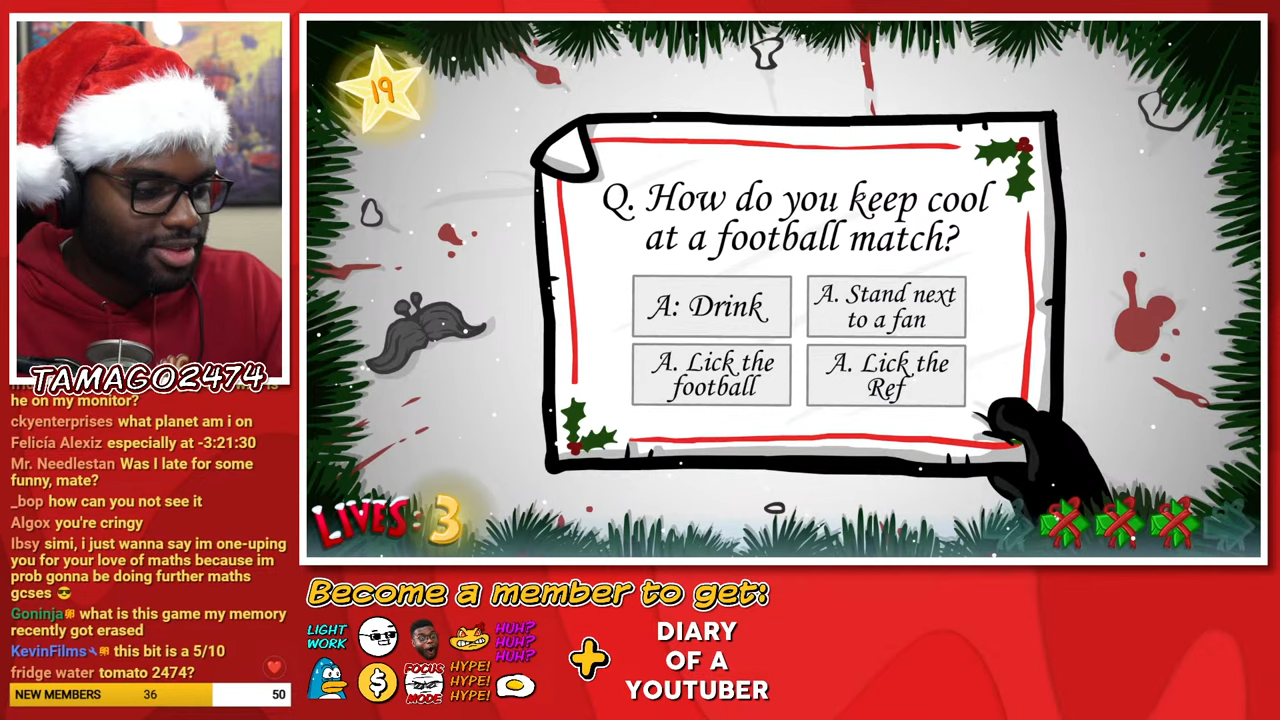 19
Q. How do you keep cool
at a football match?
A: Drink
A. Stand next
to a fan
A. Lick the
football
A. Lick the
Ref
LIVES: 3
TAMAGO2474
he on my monitor?
ckyenterprises what planet am i on
Felicía Alexiz especially at -3:21:30
Mr. Needlestan Was I late for some
funny, mate?
_bop how can you not see it
Algox you're cringy
Ibsy simi, i just wanna say im one-uping
you for your love of maths because im
prob gonna be doing further maths
gcses 😎
Goninja what is this game my memory
recently got erased
KevinFilms this bit is a 5/10
fridge water tomato 2474?
NEW MEMBERS 36 50
Become a member to get:
LIGHT
WORK
HUH?
HUH?
HUH?
FOCUS
MODE
HYPE!
HYPE!
HYPE!
$
+
DIARY
OF A
YOUTUBER